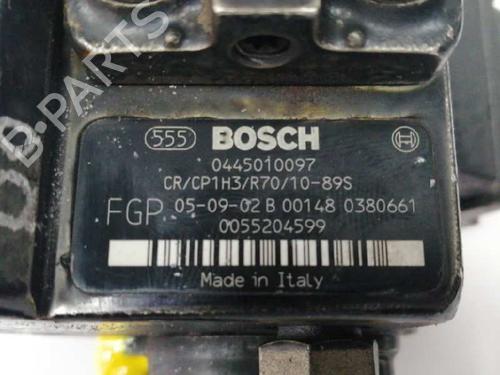 B-PARTS
555 BOSCH
0445010097
CR/CP1H3/R70/10-89S
FGP 05-09-02 B 00148 0380661
0055204599
Made in Italy